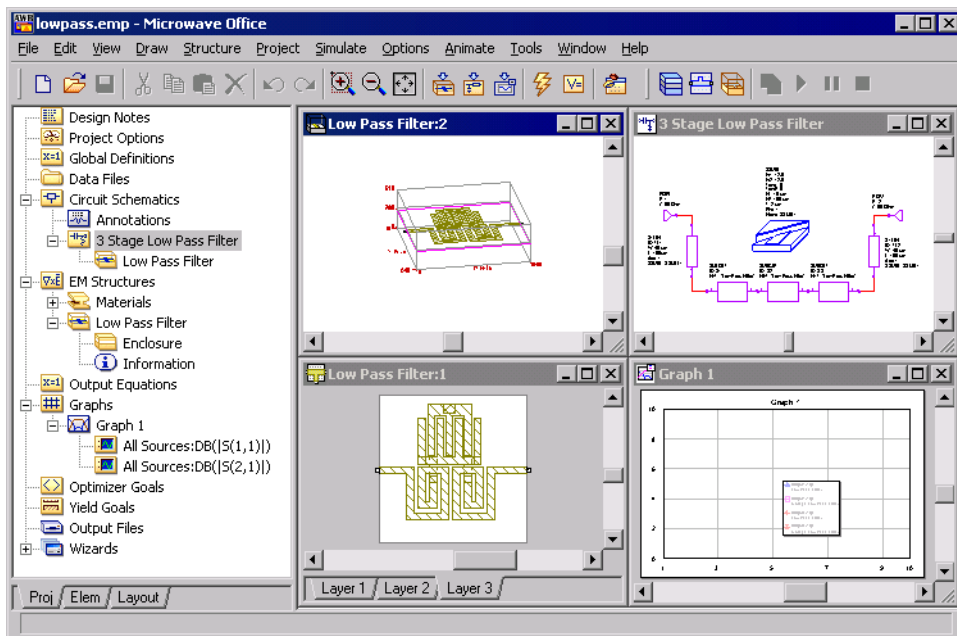 lowpass.emp - Microwave Office
File Edit View Draw Structure Project Simulate Options Animate Tools Window Help
Design Notes
Project Options
Global Definitions
Data Files
Circuit Schematics
Annotations
3 Stage Low Pass Filter
Low Pass Filter
EM Structures
Materials
Low Pass Filter
Enclosure
Information
Output Equations
Graphs
Graph 1
All Sources:DB(|S(1,1)|)
All Sources:DB(|S(2,1)|)
Optimizer Goals
Yield Goals
Output Files
Wizards
Proj Elem Layout
Low Pass Filter:2
3 Stage Low Pass Filter
Low Pass Filter:1
Layer 1 Layer 2 Layer 3
Graph 1